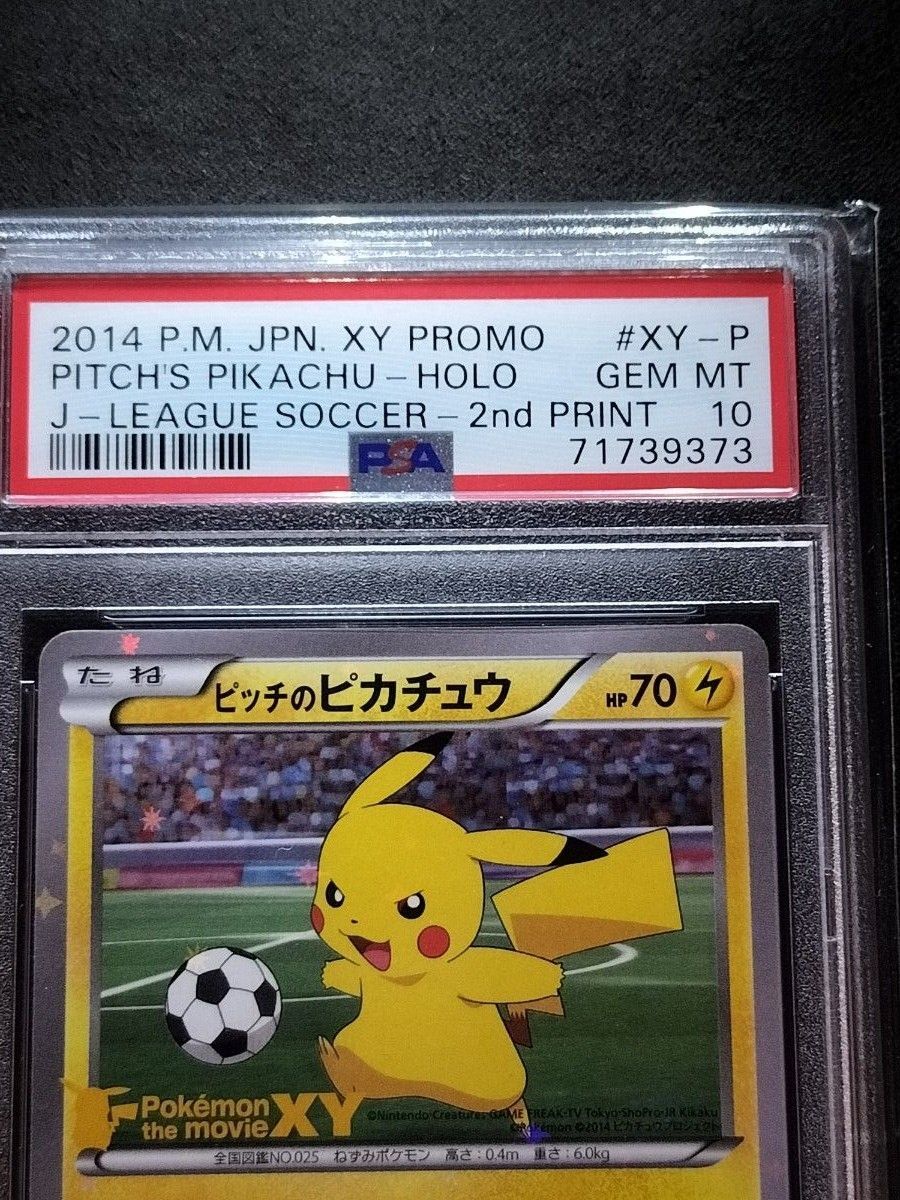 2014 P.M. JPN. XY PROMO #XY-P
PITCH'S PIKACHU-HOLO GEM MT
J-LEAGUE SOCCER-2nd PRINT 10
PSA 71739373
たね ピッチのピカチュウ HP70
Pokémon
the movie XY
©Nintendo・Creatures・GAME FREAK・TV Tokyo・ShoPro・JR Kikaku
©Pokémon ©2014 ピカチュウプロジェクト
全国図鑑NO.025 ねずみポケモン 高さ:0.4m 重さ:6.0kg